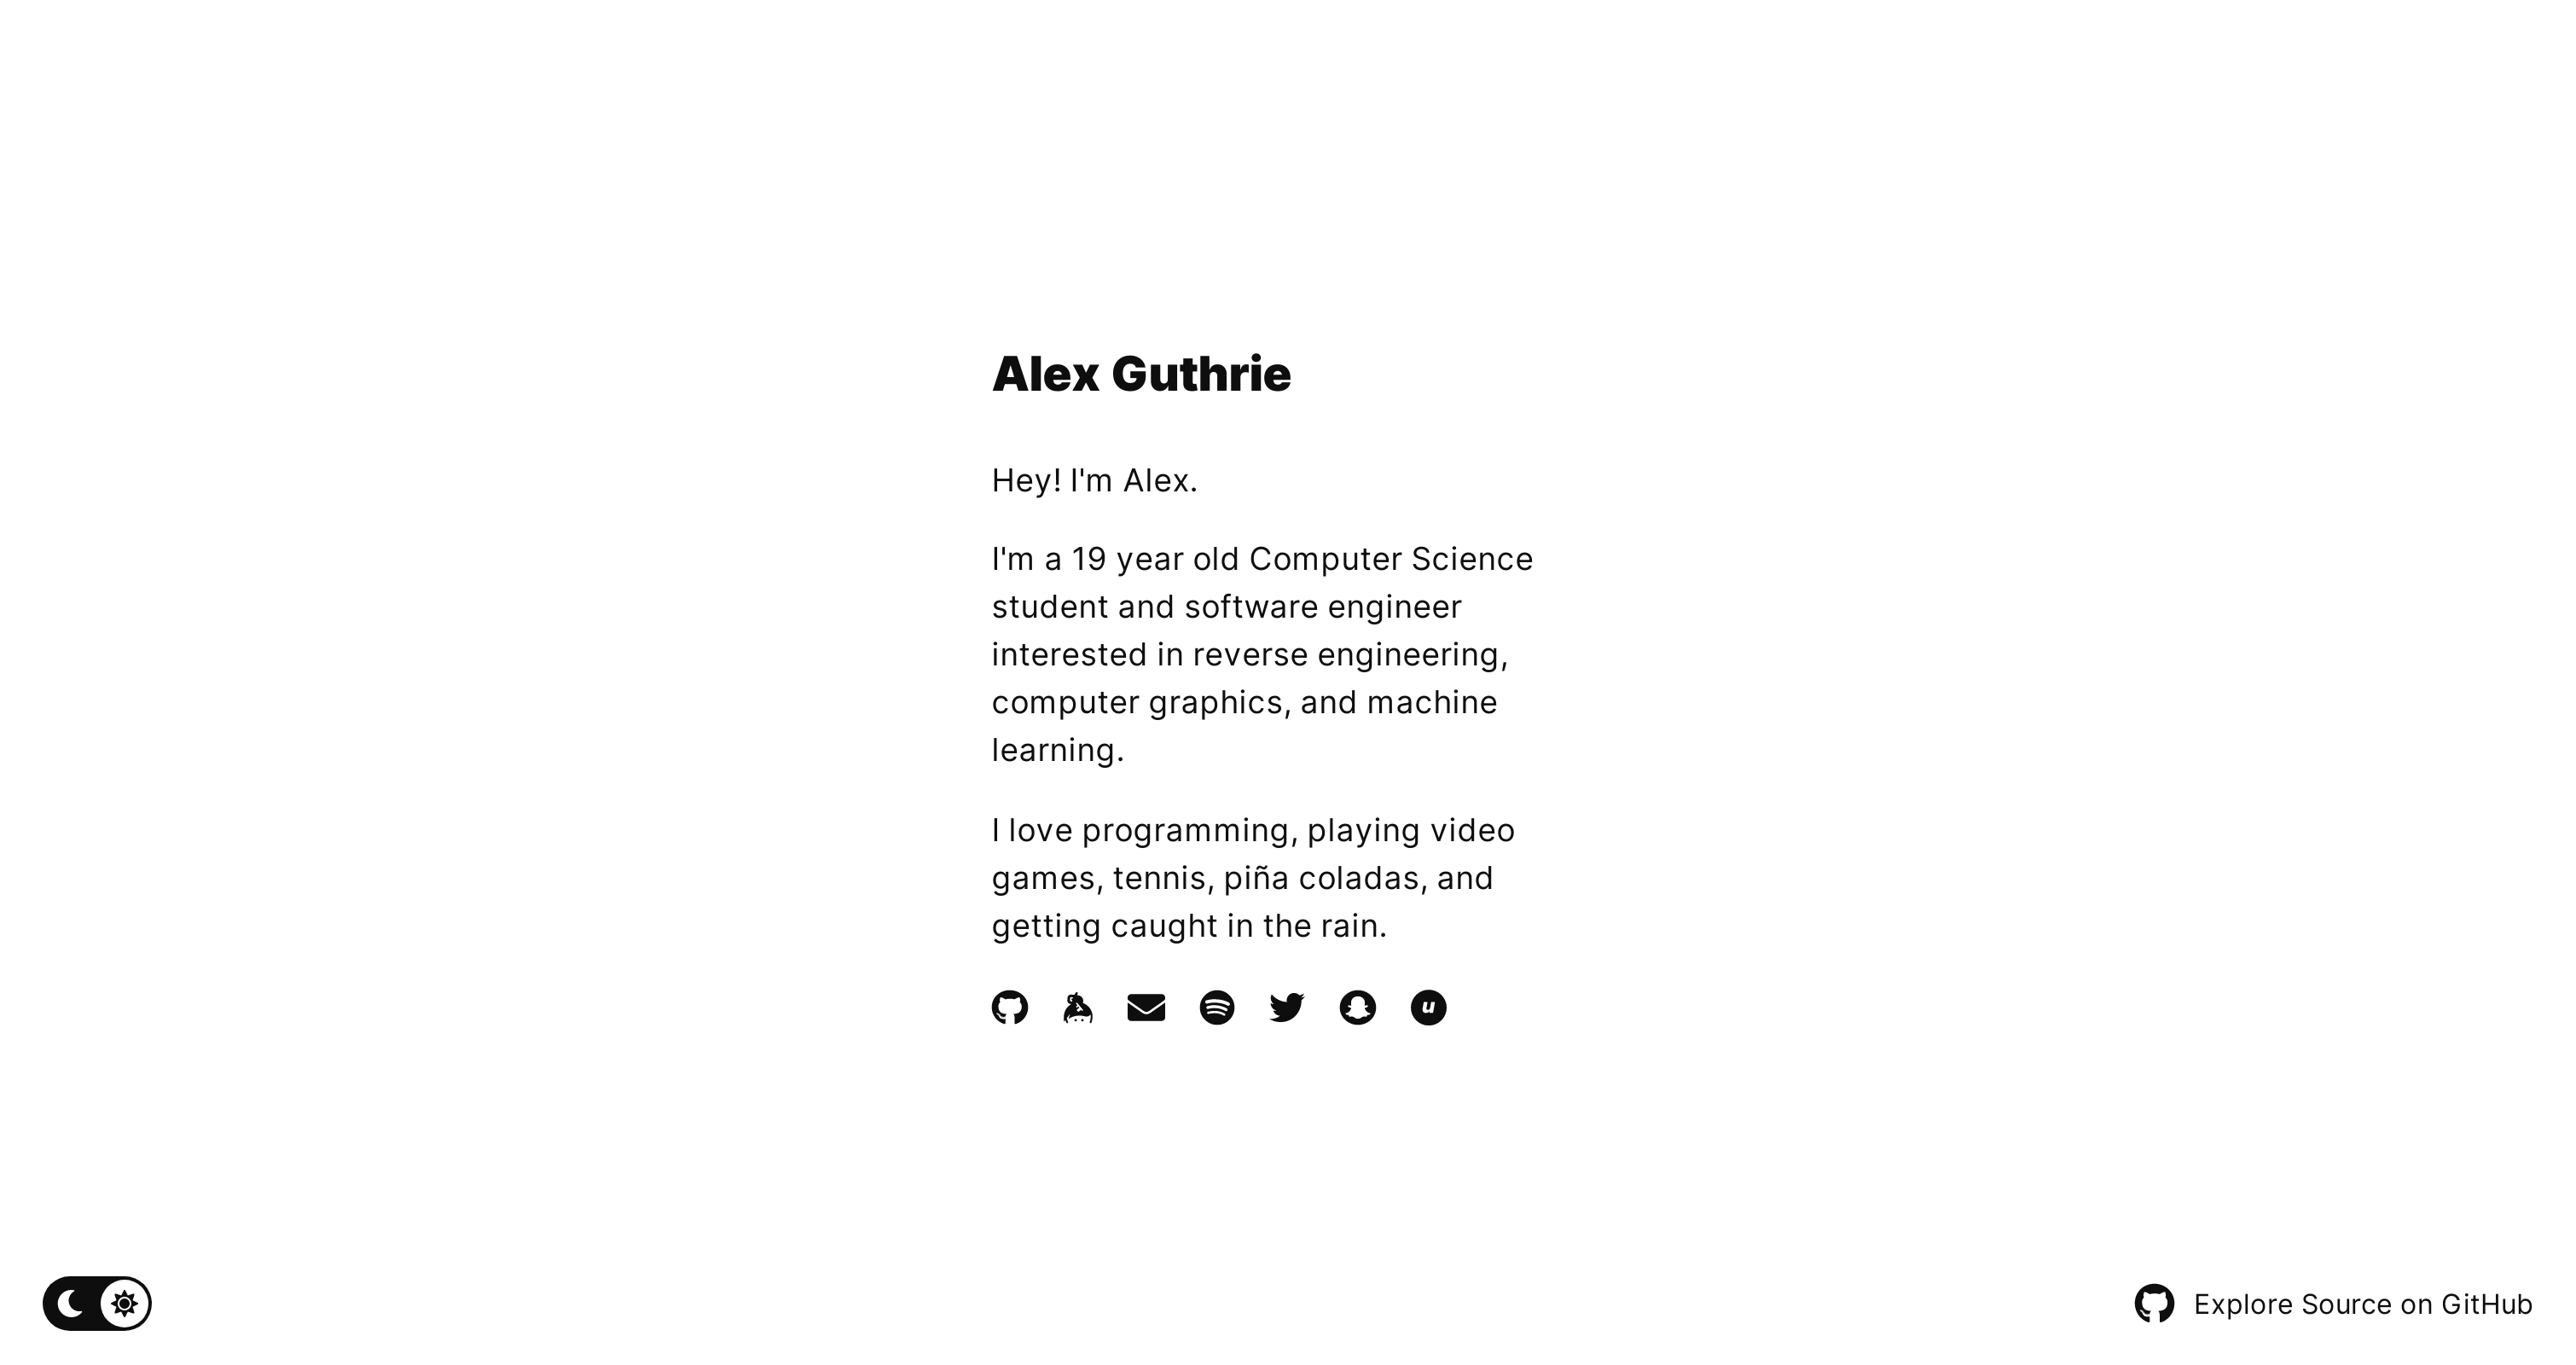 Alex Guthrie
Hey! I'm Alex.
I'm a 19 year old Computer Science
student and software engineer
interested in reverse engineering,
computer graphics, and machine
learning.
I love programming, playing video
games, tennis, piña coladas, and
getting caught in the rain.
u
Explore Source on GitHub